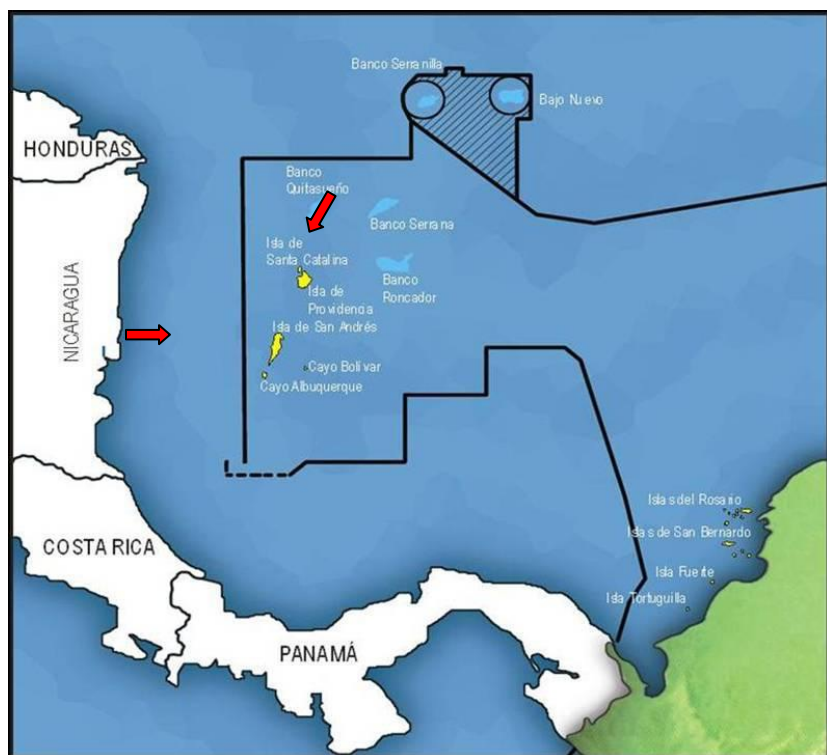 Banco Serranilla
Bajo Nuevo
HONDURAS
Banco
Quitasueño
Banco Serrana
Isla de
Santa Catalina
Banco
Roncador
Isla de
Providencia
Isla de San Andrés
NICARAGUA
Cayo Bolívar
Cayo Albuquerque
Islas del Rosario
Islas de San Bernardo
COSTA RICA
Isla Fuerte
Isla Tortuguilla
PANAMÁ